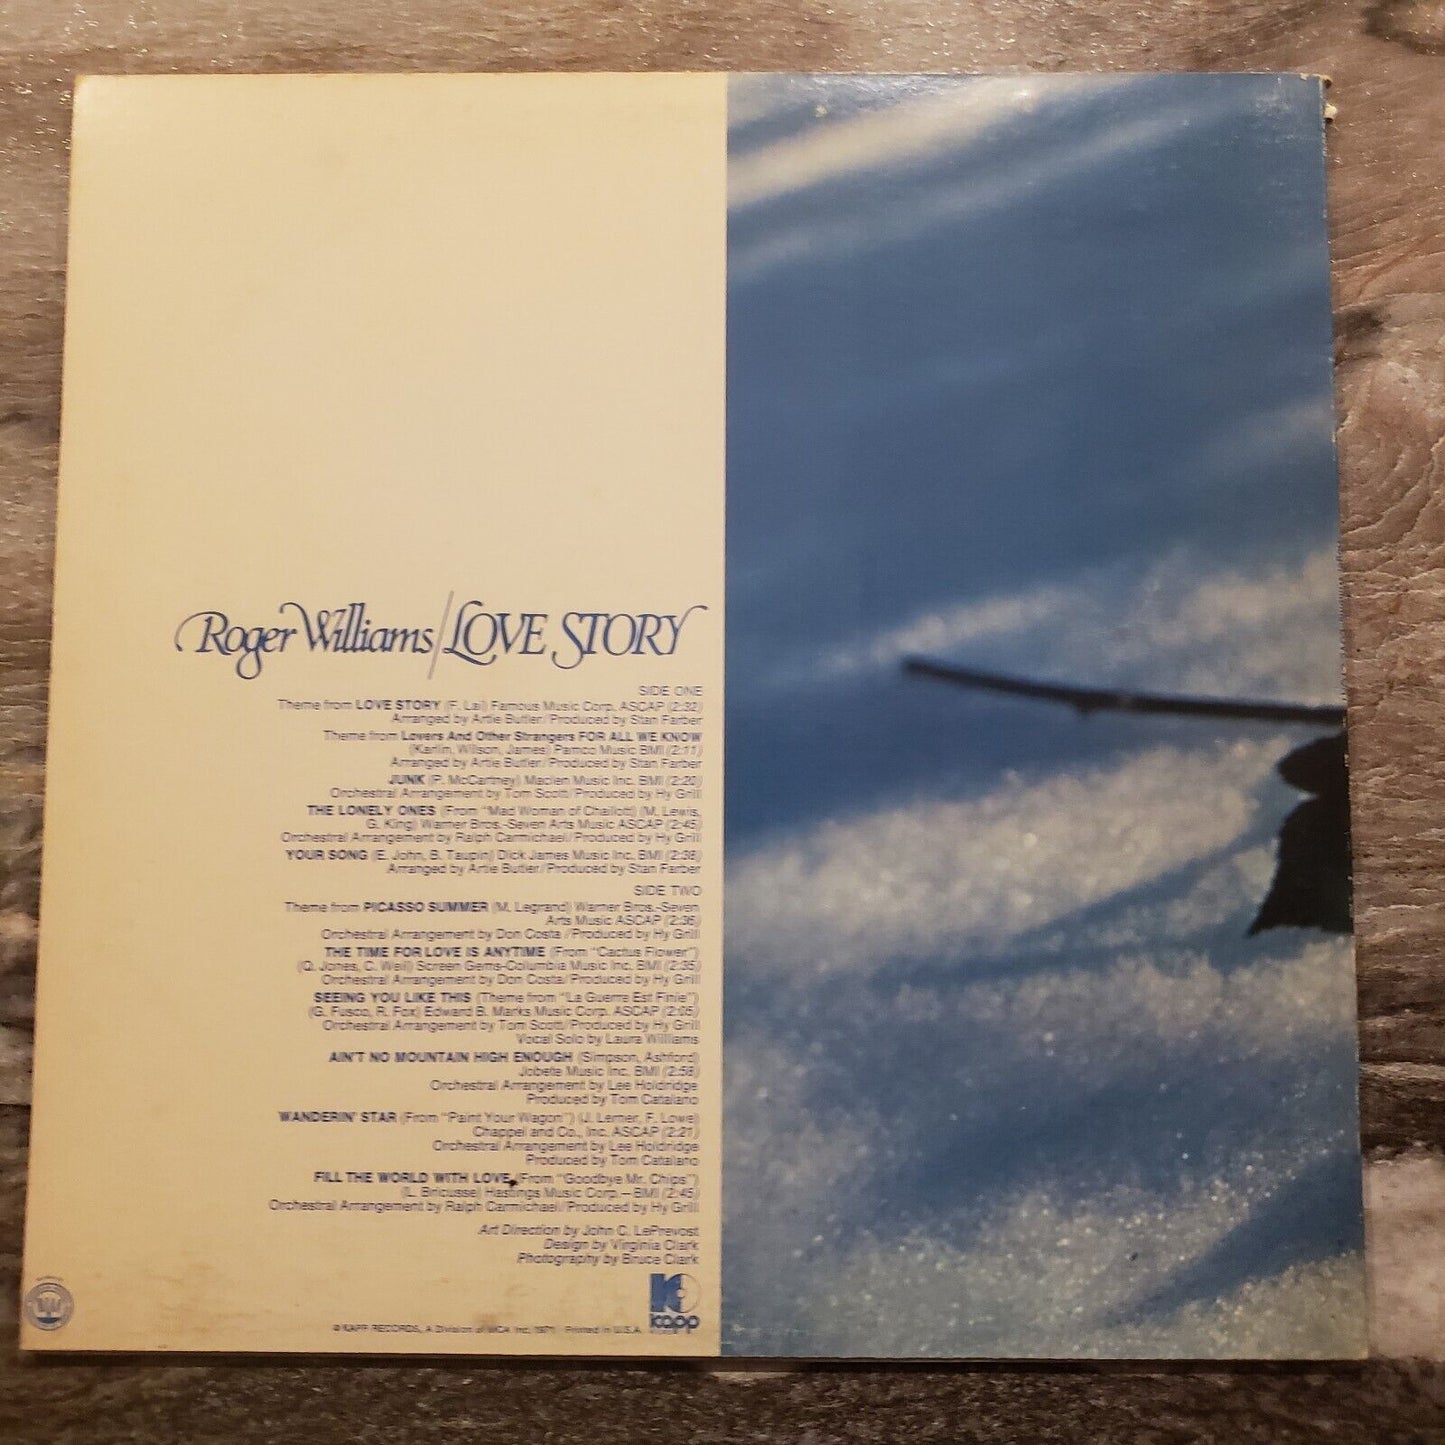 Roger Williams/LOVE STORY
SIDE ONE
Theme from LOVE STORY (F. Lai) Famous Music Corp. ASCAP (2:32)
Arranged by Artie Butler/Produced by Stan Farber
Theme from Lovers And Other Strangers FOR ALL WE KNOW
(Karlin, Wilson, James) Pamco Music BMI (2:11)
Arranged by Artie Butler/Produced by Stan Farber
JUNK (P. McCartney) Maclen Music Inc. BMI (2:20)
Orchestral Arrangement by Tom Scott/Produced by Hy Grill
THE LONELY ONES (From "Mad Woman of Chaillot) (M. Lewis,
G. King) Warner Bros.-Seven Arts Music ASCAP (2:45)
Orchestral Arrangement by Ralph Carmichael/Produced by Hy Grill
YOUR SONG (E. John, B. Taupin) Dick James Music Inc. BMI (2:38)
Arranged by Artie Butler/Produced by Stan Farber
SIDE TWO
Theme from PICASSO SUMMER (M. Legrand) Warner Bros.-Seven
Arts Music ASCAP (2:36)
Orchestral Arrangement by Don Costa /Produced by Hy Grill
THE TIME FOR LOVE IS ANYTIME (From "Cactus Flower")
(Q. Jones, C. Weil) Screen Gems-Columbia Music Inc. BMI (2:35)
Orchestral Arrangement by Don Costa/Produced by Hy Grill
SEEING YOU LIKE THIS (Theme from "La Guerre Est Finie")
(G. Fusco, R. Fox) Edward B. Marks Music Corp. ASCAP (2:05)
Orchestral Arrangement by Tom Scott/Produced by Hy Grill
Vocal Solo by Laura Williams
AIN'T NO MOUNTAIN HIGH ENOUGH (Simpson, Ashford)
Jobete Music Inc. BMI (2:58)
Orchestral Arrangement by Lee Holdridge
Produced by Tom Catalano
WANDERIN' STAR (From "Paint Your Wagon") (J. Lerner, F. Lowe)
Chappel and Co., Inc. ASCAP (2:21)
Orchestral Arrangement by Lee Holdridge
Produced by Tom Catalano
FILL THE WORLD WITH LOVE (From "Goodbye Mr. Chips")
(L. Bricusse) Hastings Music Corp.—BMI (2:45)
Orchestral Arrangement by Ralph Carmichael/Produced by Hy Grill
Art Direction by John C. LePrevost
Design by Virginia Clark
Photography by Bruce Clark
kapp
© KAPP RECORDS, A Division of MCA Inc, 1971 Printed in U.S.A.